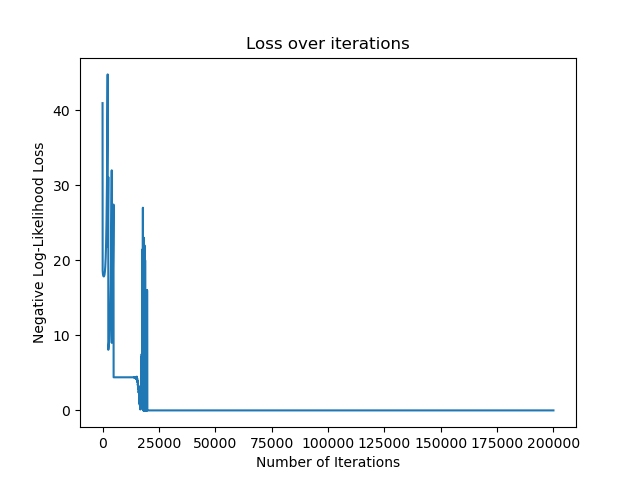 Loss over iterations
Negative Log-Likelihood Loss
40
30
20
10
0
0 25000 50000 75000 100000 125000 150000 175000 200000
Number of Iterations